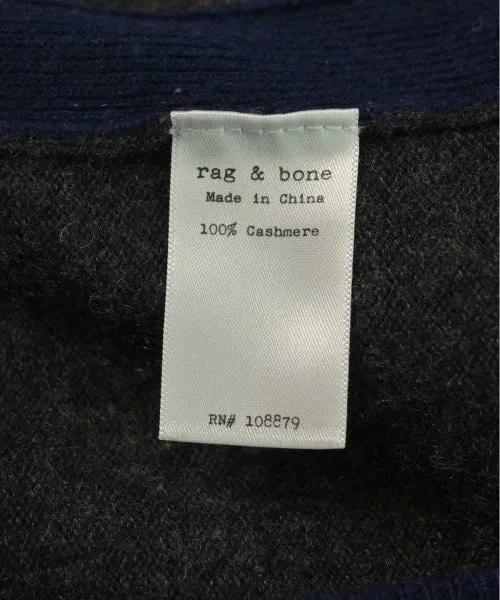 rag & bone
Made in China
100% Cashmere
RN# 108879